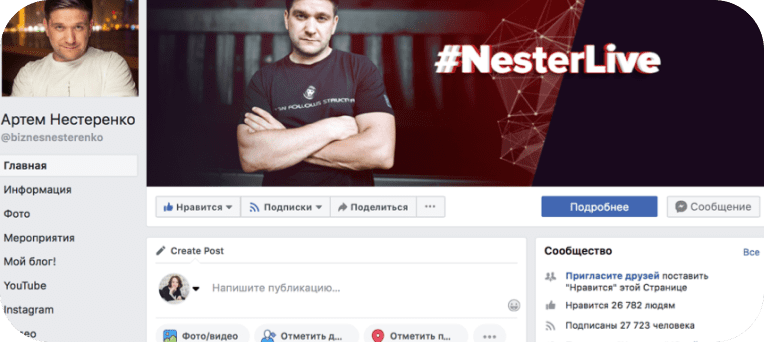 #NesterLive
FOLLOWS STRUCTU
Артем Нестеренко
@biznesnesterenko
Главная
Информация
Фото
Мероприятия
Мой блог!
YouTube
Instagram
Нравится
Подписки
Поделиться
...
Подробнее
Сообщение
Create Post
Напишите публикацию...
Фото/видео
Отметить д...
Отметить п...
...
Сообщество
Все
Пригласите друзей поставить
"Нравится" этой Странице
Нравится 26 782 людям
Подписаны 27 723 человека